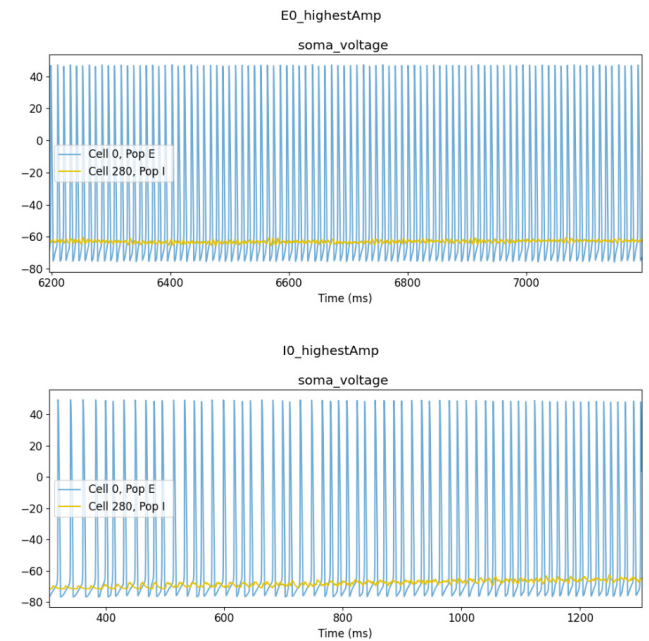 E0_highestAmp
soma_voltage
40
20
0
−20
−40
−60
−80
Cell 0, Pop E
Cell 280, Pop I
6200 6400 6600 6800 7000
Time (ms)
I0_highestAmp
soma_voltage
40
20
0
−20
−40
−60
−80
Cell 0, Pop E
Cell 280, Pop I
400 600 800 1000 1200
Time (ms)